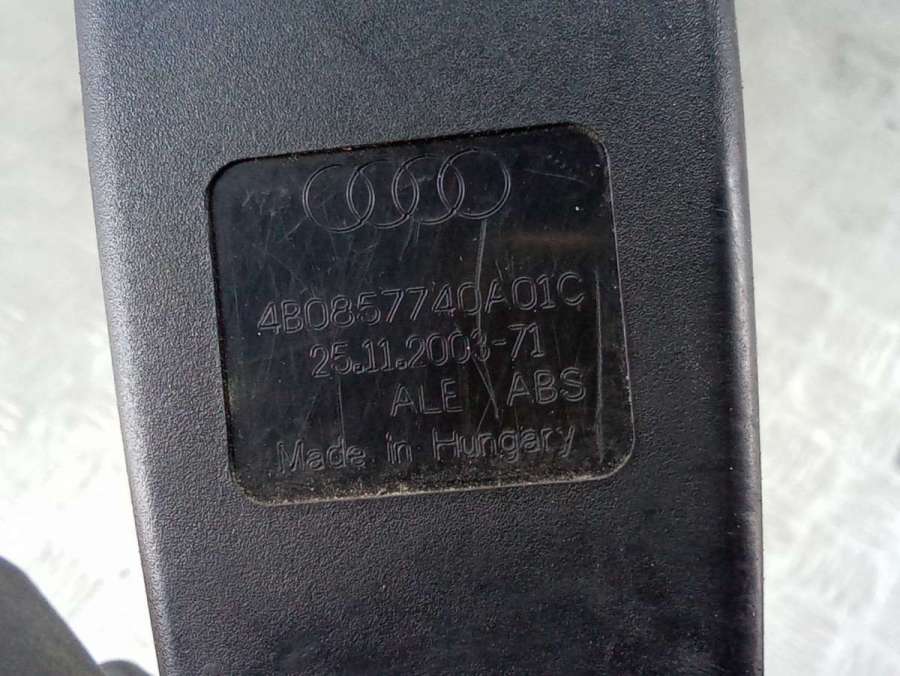 4B0857740A01C
25.11.2003-71
ALE ABS
Made in Hungary